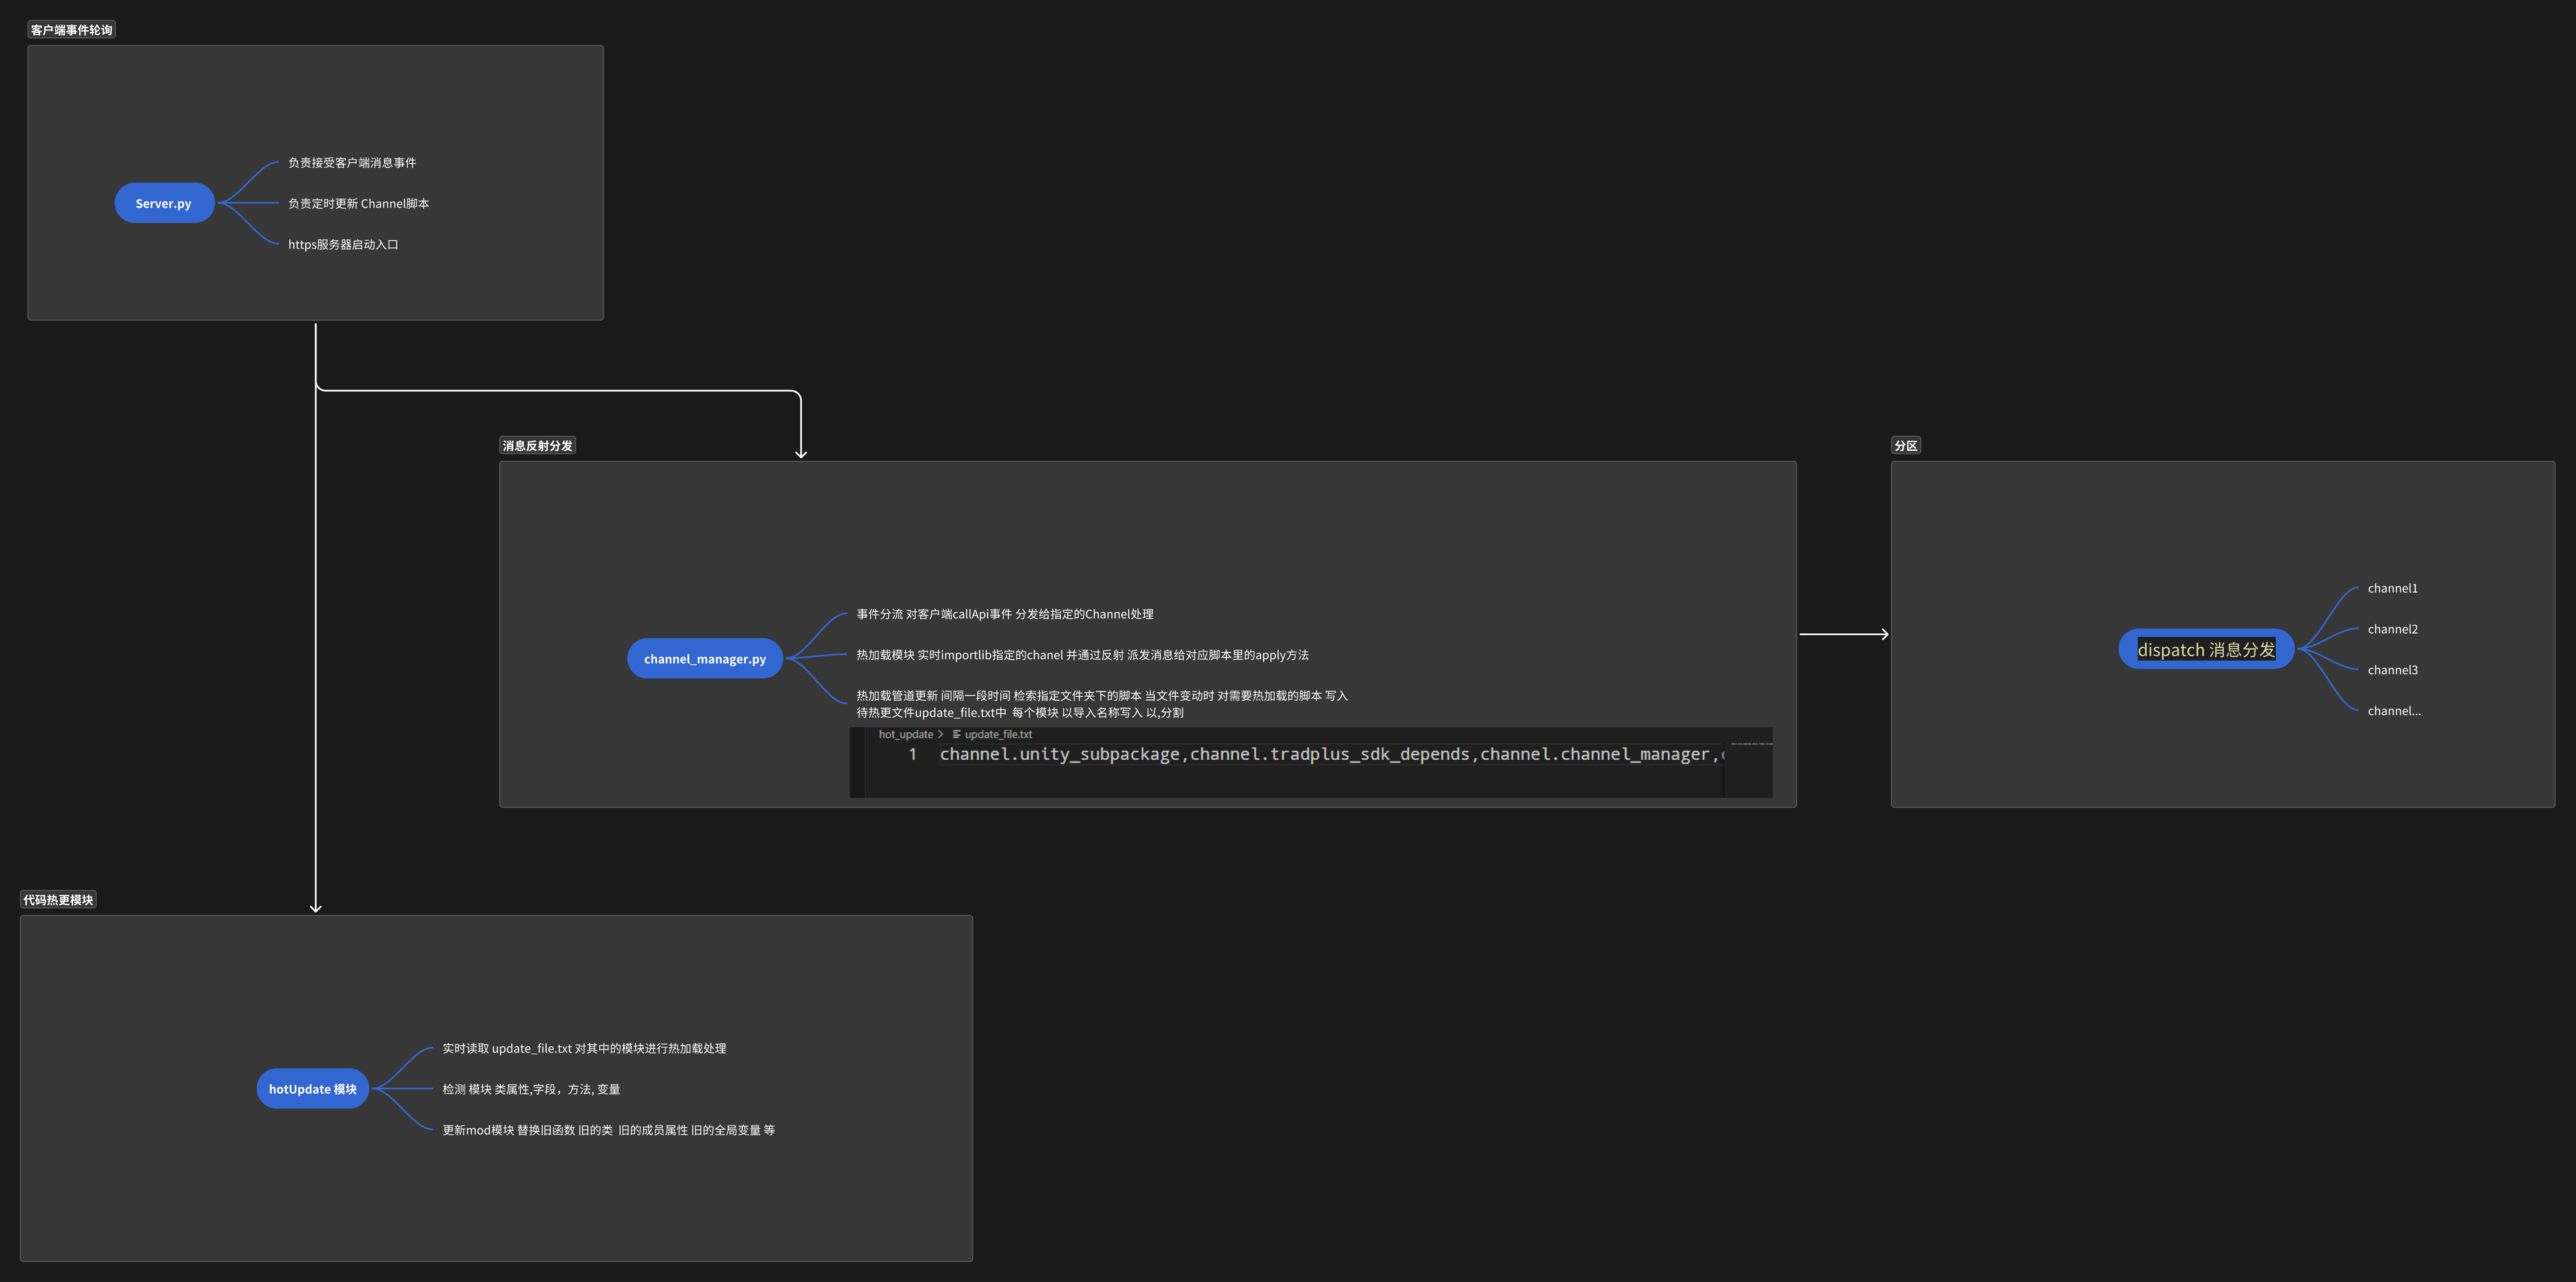 客户端事件轮询
Server.py
负责接受客户端消息事件
负责定时更新 Channel脚本
https服务器启动入口
消息反射分发
channel_manager.py
事件分流 对客户端callApi事件 分发给指定的Channel处理
热加载模块 实时importlib指定的chanel 并通过反射 派发消息给对应脚本里的apply方法
热加载管道更新 间隔一段时间 检索指定文件夹下的脚本 当文件变动时 对需要热加载的脚本 写入
待热更文件update_file.txt中 每个模块 以导入名称写入 以,分割
hot_update > update_file.txt
1 channel.unity_subpackage,channel.tradplus_sdk_depends,channel.channel_manager,
分区
dispatch 消息分发
channel1
channel2
channel3
channel...
代码热更模块
hotUpdate 模块
实时读取 update_file.txt 对其中的模块进行热加载处理
检测 模块 类属性,字段，方法, 变量
更新mod模块 替换旧函数 旧的类 旧的成员属性 旧的全局变量 等